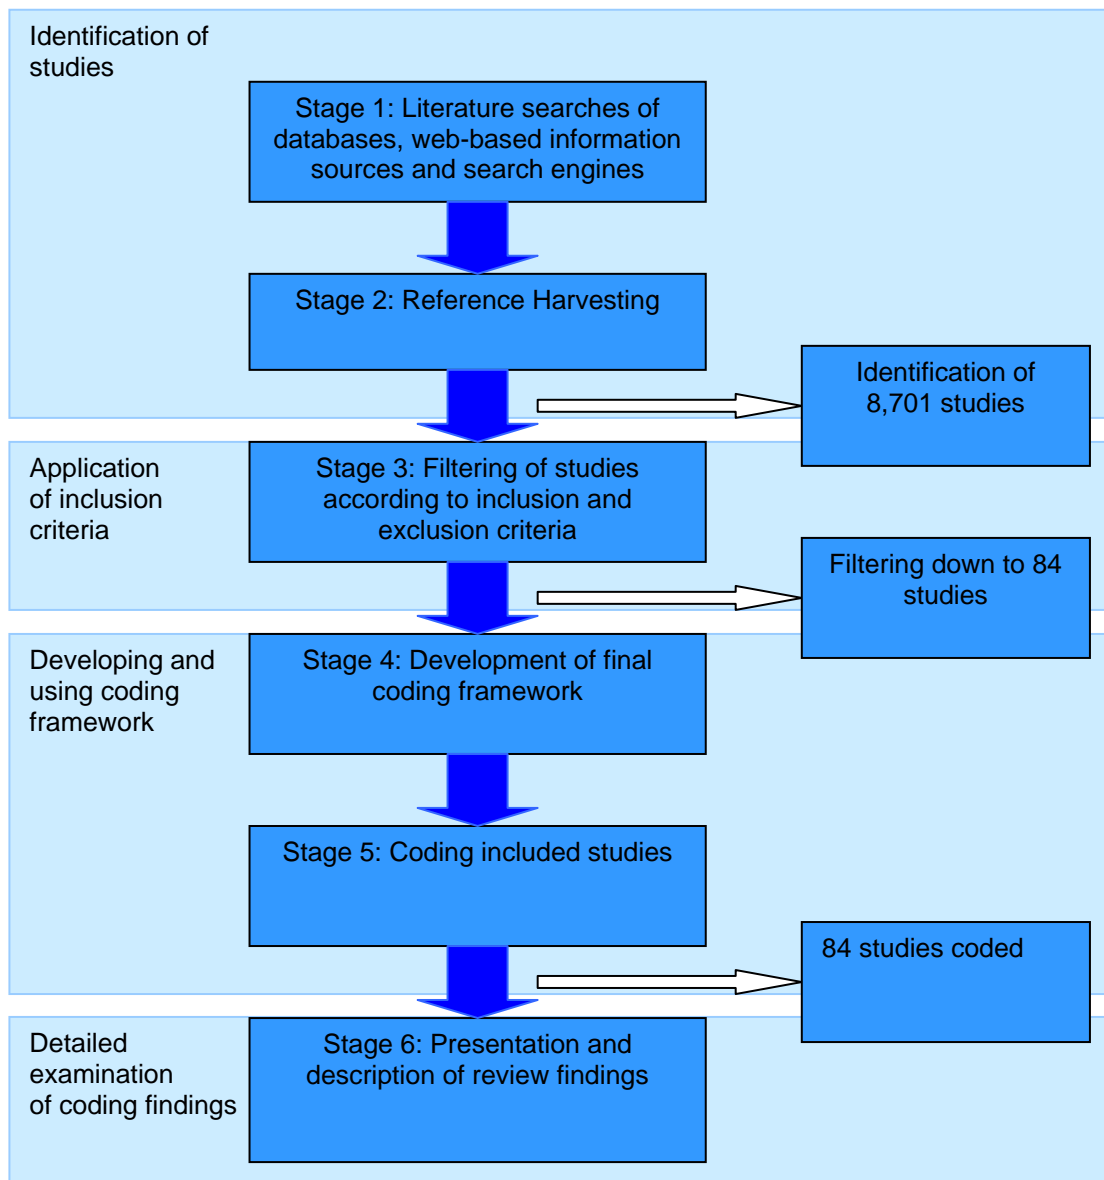 Identification of
studies
Stage 1: Literature searches of
databases, web-based information
sources and search engines
Stage 2: Reference Harvesting
Identification of
8,701 studies
Application
of inclusion
criteria
Stage 3: Filtering of studies
according to inclusion and
exclusion criteria
Filtering down to 84
studies
Developing and
using coding
framework
Stage 4: Development of final
coding framework
Stage 5: Coding included studies
84 studies coded
Detailed
examination
of coding findings
Stage 6: Presentation and
description of review findings